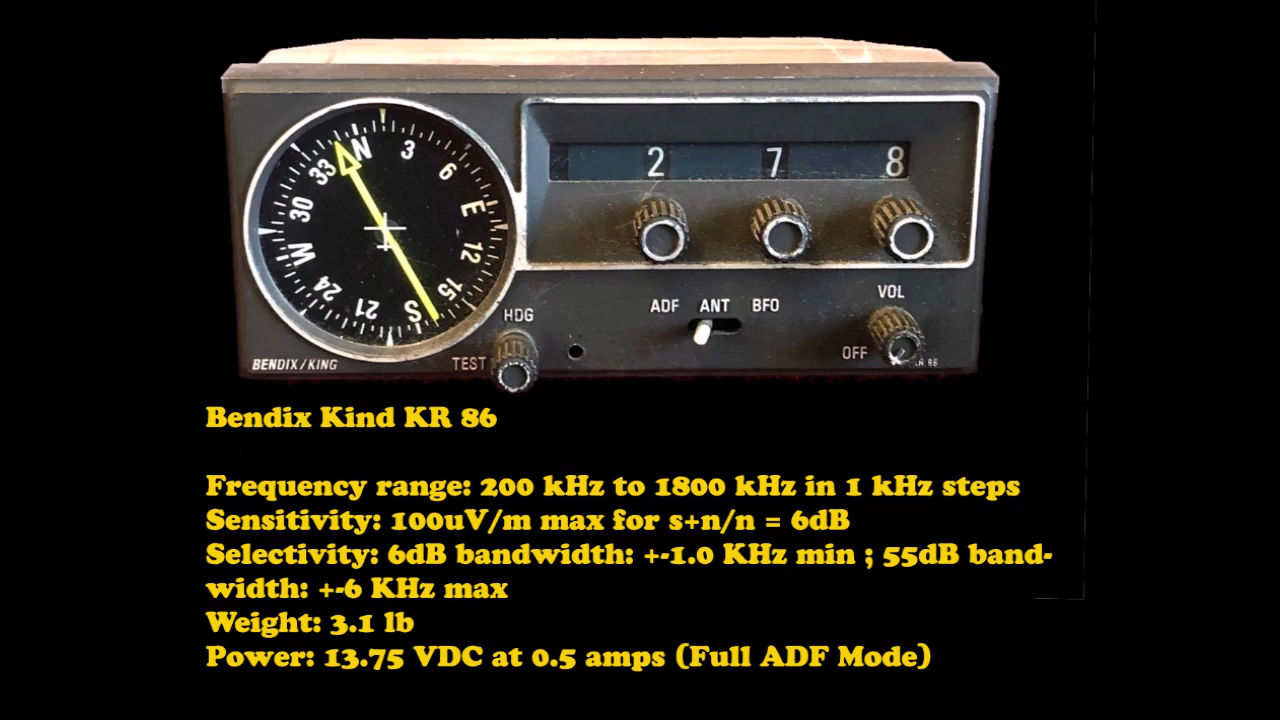 N 3 6 E 12 15 S 21 24 W 30 33
2 7 8
ADF ANT BFO
VOL
HDG
OFF
TEST
BENDIX/KING
KR 86
Bendix Kind KR 86
Frequency range: 200 kHz to 1800 kHz in 1 kHz steps
Sensitivity: 100uV/m max for s+n/n = 6dB
Selectivity: 6dB bandwidth: +-1.0 KHz min ; 55dB band-
width: +-6 KHz max
Weight: 3.1 lb
Power: 13.75 VDC at 0.5 amps (Full ADF Mode)